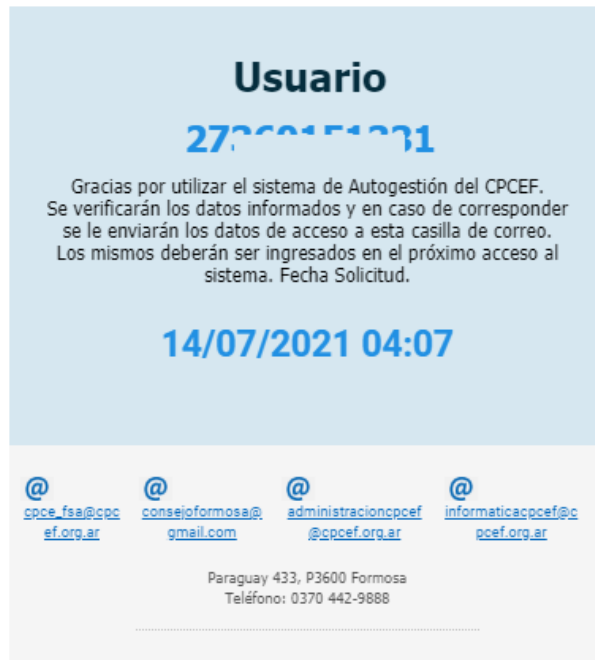 Usuario
Gracias por utilizar el sistema de Autogestión del CPCEF.
Se verificarán los datos informados y en caso de corresponder
se le enviarán los datos de acceso a esta casilla de correo.
Los mismos deberán ser ingresados en el próximo acceso al
sistema. Fecha Solicitud.
14/07/2021 04:07
@ @ @ @
cpce_fsa@cpc consejoformosa@ administracioncpcef informaticacpcef@c
ef.org.ar gmail.com @cpcef.org.ar pcef.org.ar
Paraguay 433, P3600 Formosa
Teléfono: 0370 442-9888